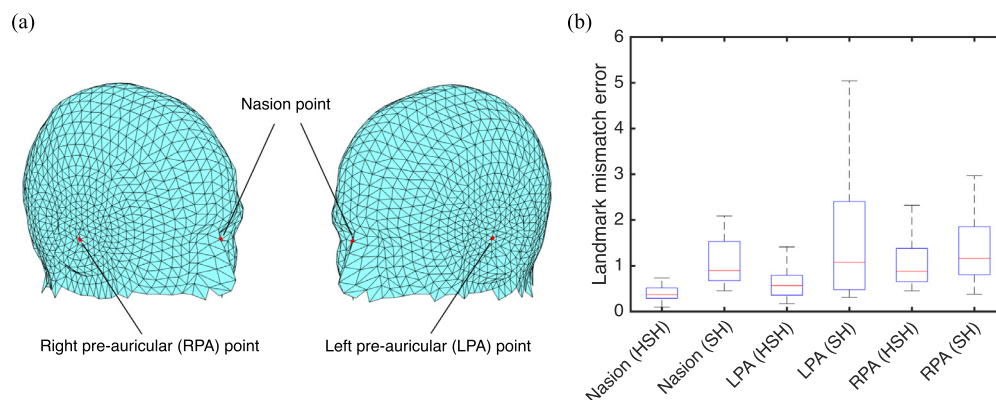 (a)
Nasion point
Right pre-auricular (RPA) point
Left pre-auricular (LPA) point
(b)
Landmark mismatch error
6
5
4
3
2
1
0
Nasion (HSH)
Nasion (SH)
LPA (HSH)
LPA (SH)
RPA (HSH)
RPA (SH)